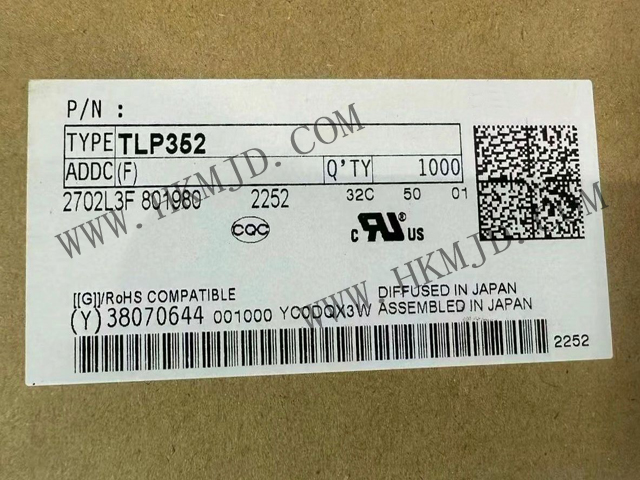 P/N :
TYPE TLP352
ADDC (F) Q'TY 1000
2702L3F 801980 2252 32C 50 01
CQC c RU® US
[[G]]/RoHS COMPATIBLE DIFFUSED IN JAPAN
(Y)38070644 001000 YC0DQX3W ASSEMBLED IN JAPAN
2252
WWW.HKMJD.COM
WWW.HKMJD.COM